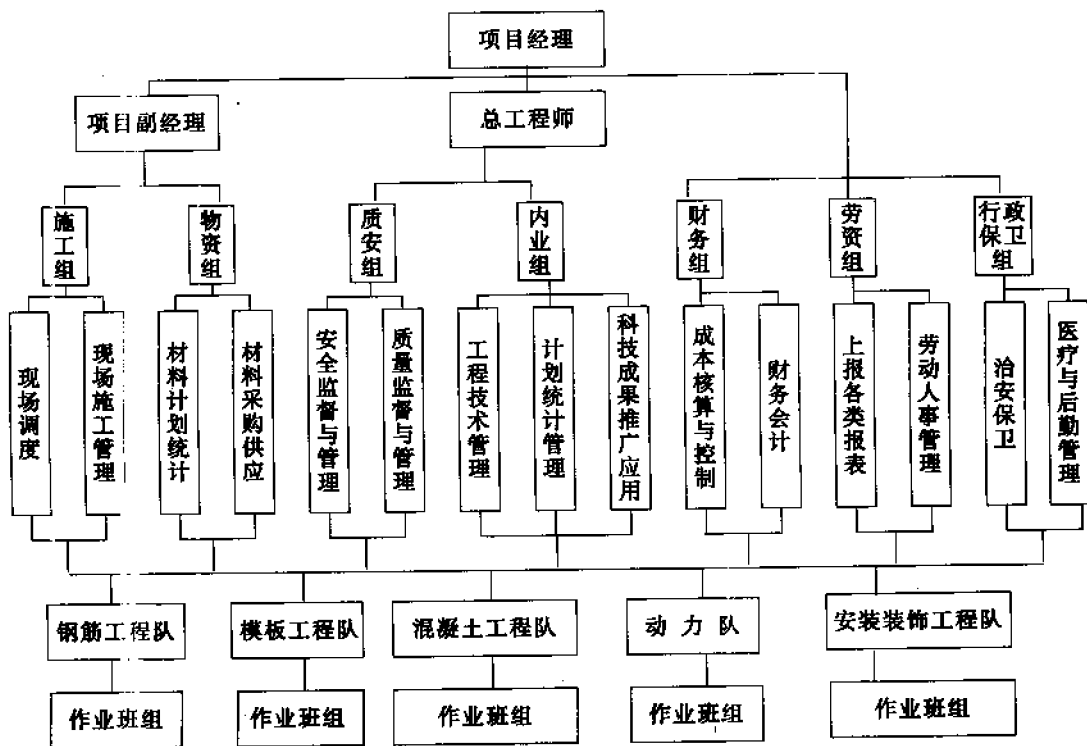 项目经理
项目副经理
总工程师
施工组
物资组
质安组
内业组
财务组
劳资组
行政保卫组
现场调度
现场施工管理
材料计划统计
材料采购供应
安全监督与管理
质量监督与管理
工程技术管理
计划统计管理
科技成果推广应用
成本核算与控制
财务会计
上报各类报表
劳动人事管理
治安保卫
医疗与后勤管理
钢筋工程队
模板工程队
混凝土工程队
动力队
安装装饰工程队
作业班组
作业班组
作业班组
作业班组
作业班组